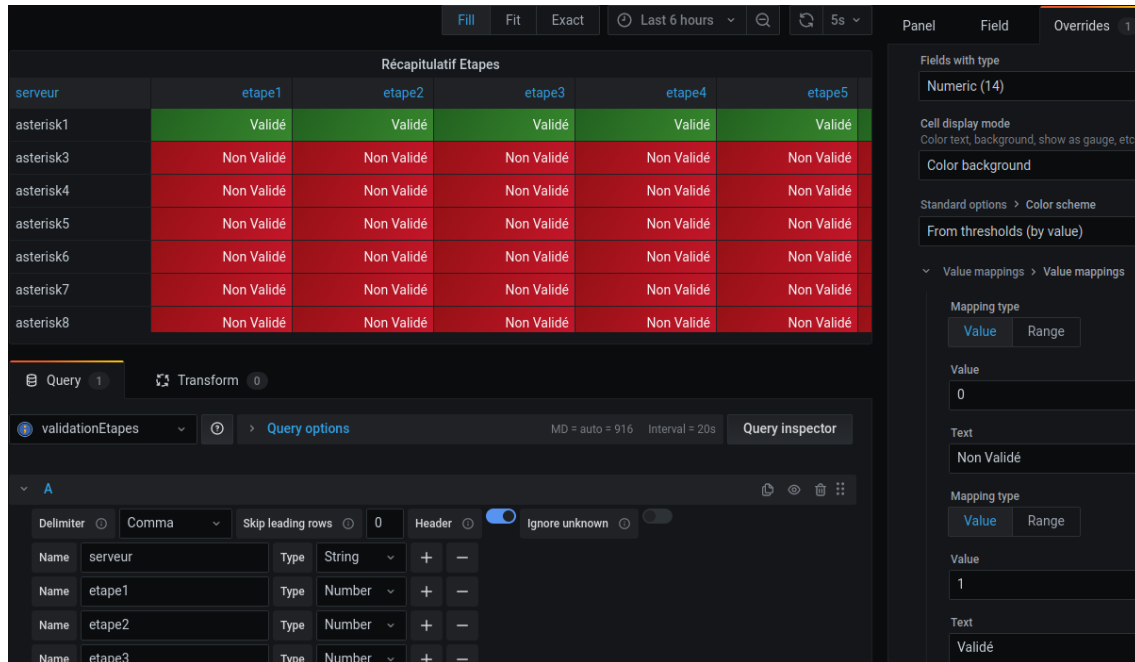 Fill Fit Exact Last 6 hours 5s
Panel Field Overrides 1
Récapitulatif Etapes
serveur etape1 etape2 etape3 etape4 etape5
asterisk1 Validé Validé Validé Validé Validé
asterisk3 Non Validé Non Validé Non Validé Non Validé Non Validé
asterisk4 Non Validé Non Validé Non Validé Non Validé Non Validé
asterisk5 Non Validé Non Validé Non Validé Non Validé Non Validé
asterisk6 Non Validé Non Validé Non Validé Non Validé Non Validé
asterisk7 Non Validé Non Validé Non Validé Non Validé Non Validé
asterisk8 Non Validé Non Validé Non Validé Non Validé Non Validé
Query 1 Transform 0
validationEtapes > Query options MD = auto = 916 Interval = 20s Query inspector
A
Delimiter Comma Skip leading rows 0 Header Ignore unknown
Name serveur Type String + −
Name etape1 Type Number + −
Name etape2 Type Number + −
Name etape3 Type Number + −
Fields with type
Numeric (14)
Cell display mode
Color text, background, show as gauge, etc
Color background
Standard options > Color scheme
From thresholds (by value)
Value mappings > Value mappings
Mapping type
Value Range
Value
0
Text
Non Validé
Mapping type
Value Range
Value
1
Text
Validé